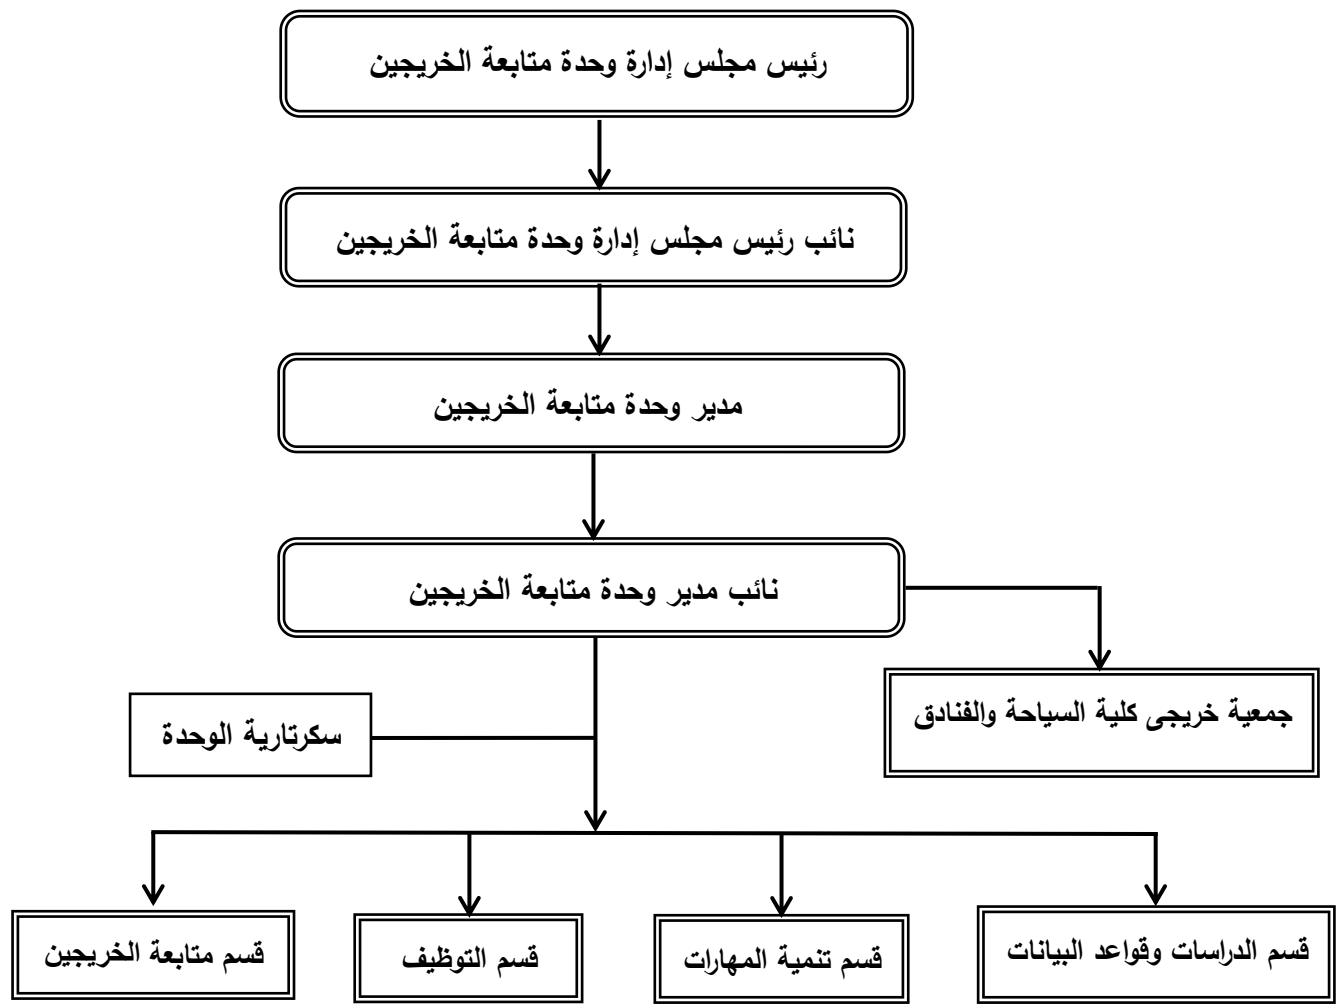 رئيس مجلس إدارة وحدة متابعة الخريجين
نائب رئيس مجلس إدارة وحدة متابعة الخريجين
مدير وحدة متابعة الخريجين
نائب مدير وحدة متابعة الخريجين
جمعية خريجى كلية السياحة والفنادق
سكرتارية الوحدة
قسم الدراسات وقواعد البيانات
قسم تنمية المهارات
قسم التوظيف
قسم متابعة الخريجين